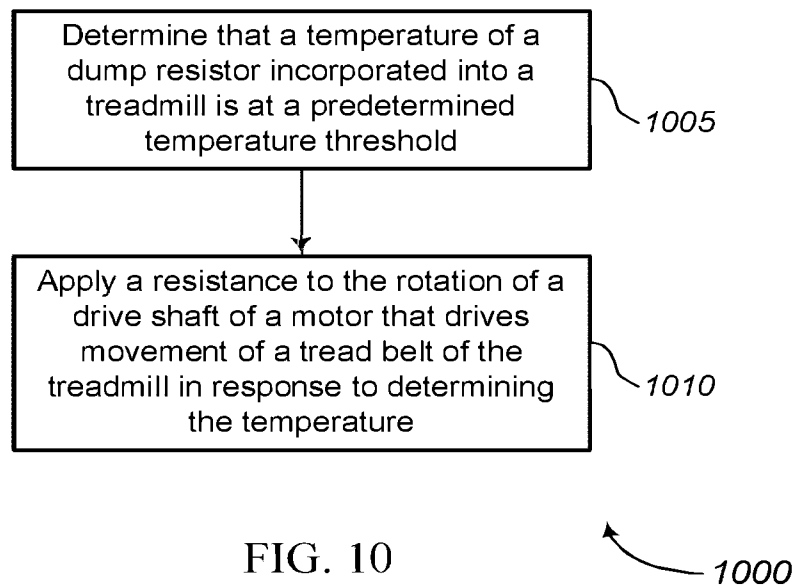 Determine that a temperature of a
dump resistor incorporated into a
treadmill is at a predetermined
temperature threshold
1005
Apply a resistance to the rotation of a
drive shaft of a motor that drives
movement of a tread belt of the
treadmill in response to determining
the temperature
1010
FIG. 10
1000